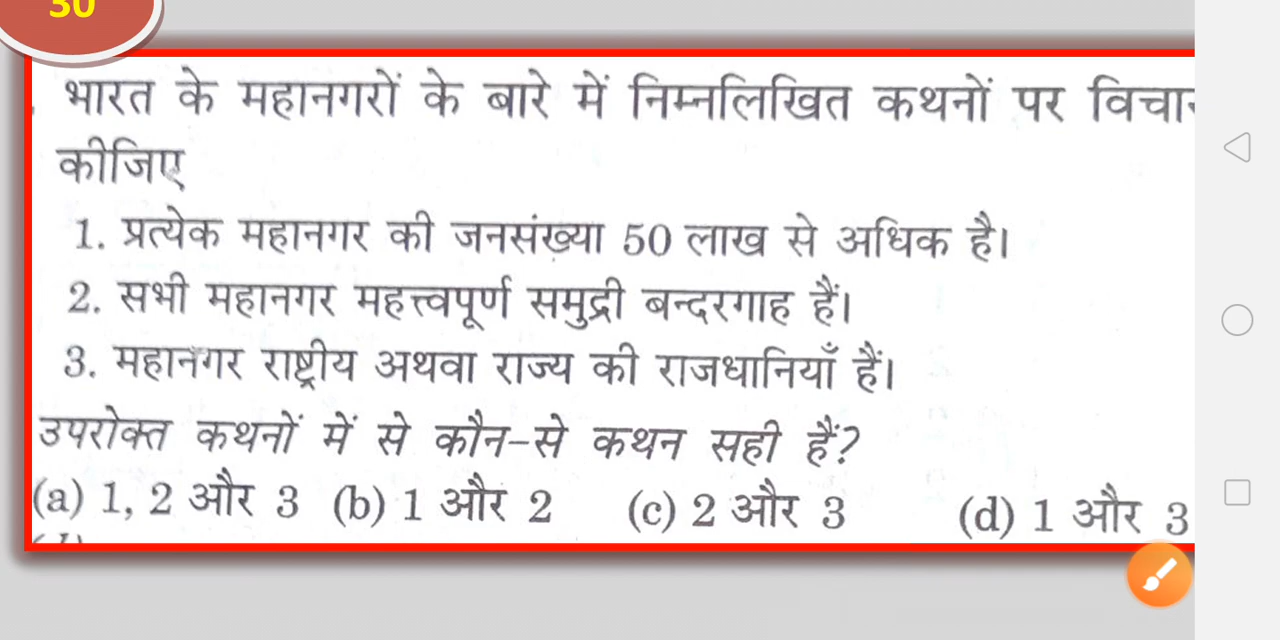 30
भारत के महानगरों के बारे में निम्नलिखित कथनों पर
कीजिए
1. प्रत्येक महानगर की जनसंख्या 50 लाख से अधिक है।
2. सभी महानगर महत्त्वपूर्ण समुद्री बन्दरगाह हैं।
3. महानगर राष्ट्रीय अथवा राज्य की राजधानियाँ हैं।
उपरोक्त कथनों में से कौन-से कथन सही हैं?
(a) 1, 2 और 3 (b) 1 और 2 (c) 2 और 3 (d) 1 और 3